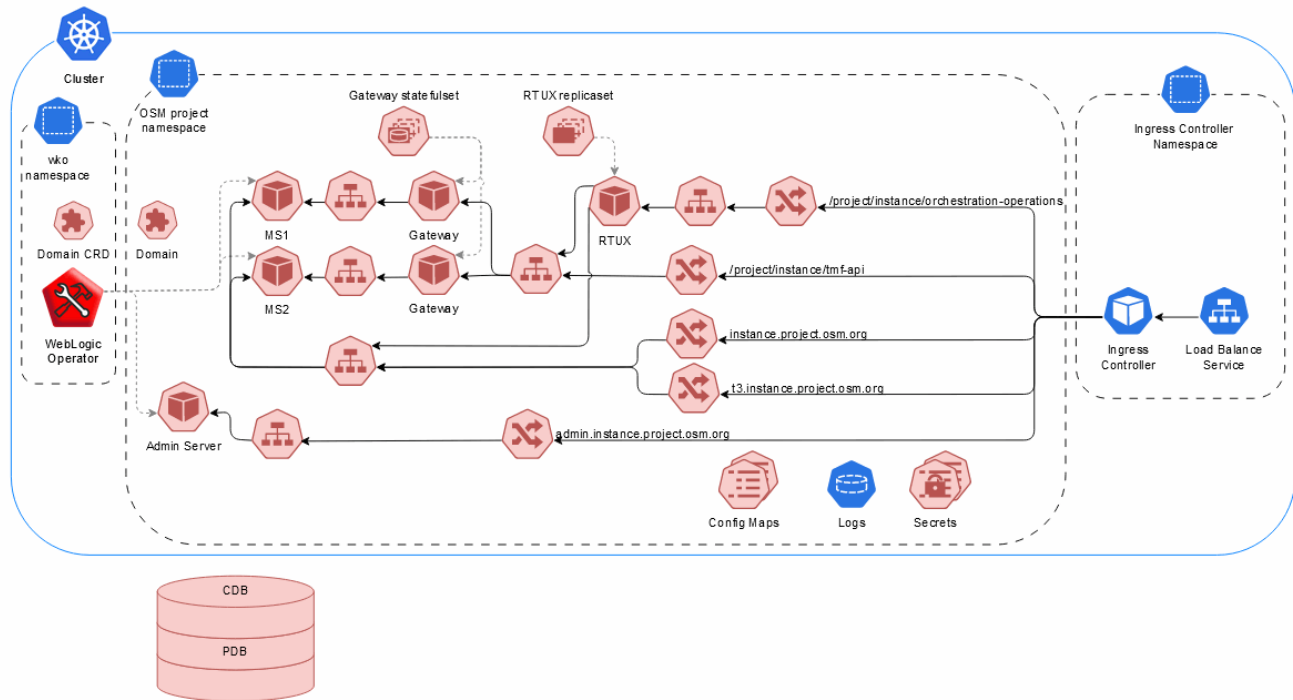 Cluster
OSM project
namespace
wko
namespace
Ingress Controller
Namespace
Gateway statefulset
RTUX replicaset
Domain CRD
Domain
MS1
Gateway
RTUX
/project/instance/orchestration-operations
/project/instance/tmf-api
MS2
Gateway
WebLogic
Operator
instance.project.osm.org
Ingress
Controller
Load Balance
Service
t3.instance.project.osm.org
Admin Server
admin.instance.project.osm.org
Config Maps
Logs
Secrets
CDB
PDB